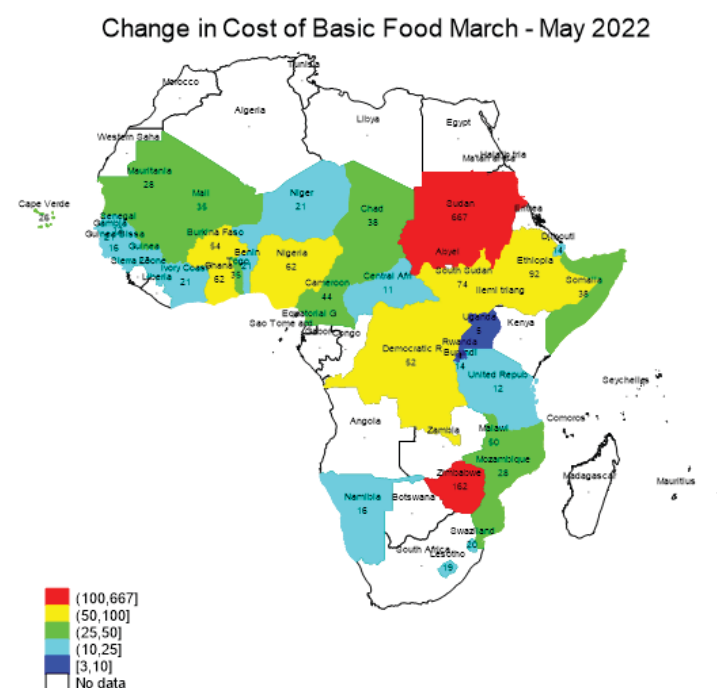 Change in Cost of Basic Food March - May 2022
Tunisia
Morocco
Algeria
Libya
Egypt
Western Saha
Mauritania
28
Mali
35
Niger
21
Chad
38
Sudan
667
Eritrea
Cape Verde
26
Senegal
Gambia
Guinea Bissa
16
Guinea
Sierra Leone
Liberia
Burkina Faso
54
Ivory Coast
21
Ghana
62
Togo
35
Benin
21
Nigeria
62
Cameroon
44
Central Afri
11
Abyei
South Sudan
74
Ilemi triang
Ethiopia
92
Djibouti
14
Somalia
38
Equatorial G
Sao Tome and
Gabon
Congo
Democratic R
52
Uganda
5
Kenya
Rwanda
Burundi
14
United Repub
12
Seychelles
Comoros
Angola
Zambia
Malawi
50
Mozambique
28
Zimbabwe
162
Madagascar
Mauritius
Namibia
16
Botswana
Swaziland
20
South Africa
Lesotho
19
(100,667]
(50,100]
(25,50]
(10,25]
[3,10]
No data